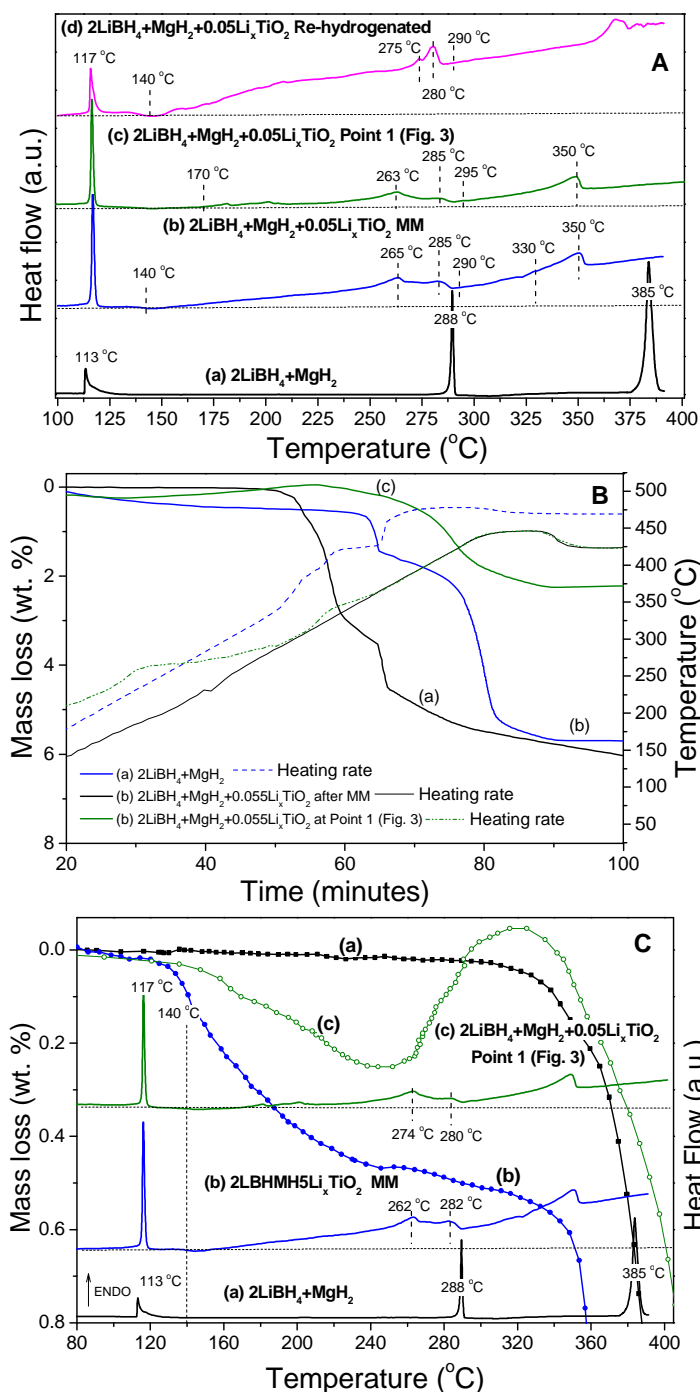 (d) 2LiBH4+MgH2+0.05LixTiO2 Re-hydrogenated
117 °C
140 °C
275 °C
290 °C
280 °C
A
(c) 2LiBH4+MgH2+0.05LixTiO2 Point 1 (Fig. 3)
170 °C
263 °C
285 °C
295 °C
350 °C
(b) 2LiBH4+MgH2+0.05LixTiO2 MM
140 °C
265 °C
285 °C
290 °C
330 °C
350 °C
385 °C
288 °C
113 °C
(a) 2LiBH4+MgH2
Heat flow (a.u.)
100 125 150 175 200 225 250 275 300 325 350 375 400
Temperature (°C)
B
(c)
(a)
(b)
0
2
4
6
8
Mass loss (wt. %)
500
450
400
350
300
250
200
150
100
50
Temperature (°C)
(a) 2LiBH4+MgH2 Heating rate
(b) 2LiBH4+MgH2+0.055LixTiO2 after MM Heating rate
(b) 2LiBH4+MgH2+0.055LixTiO2 at Point 1 (Fig. 3) Heating rate
20 40 60 80 100
Time (minutes)
C
(a)
(c)
(b)
117 °C
140 °C
(c) 2LiBH4+MgH2+0.05LixTiO2
Point 1 (Fig. 3)
274 °C
280 °C
(b) 2LBHMH5LixTiO2 MM
262 °C
282 °C
ENDO
113 °C
(a) 2LiBH4+MgH2
288 °C
385 °C
0.0
0.2
0.4
0.6
0.8
Mass loss (wt. %)
Heat Flow (a.u.)
80 120 160 200 240 280 320 360 400
Temperature (°C)